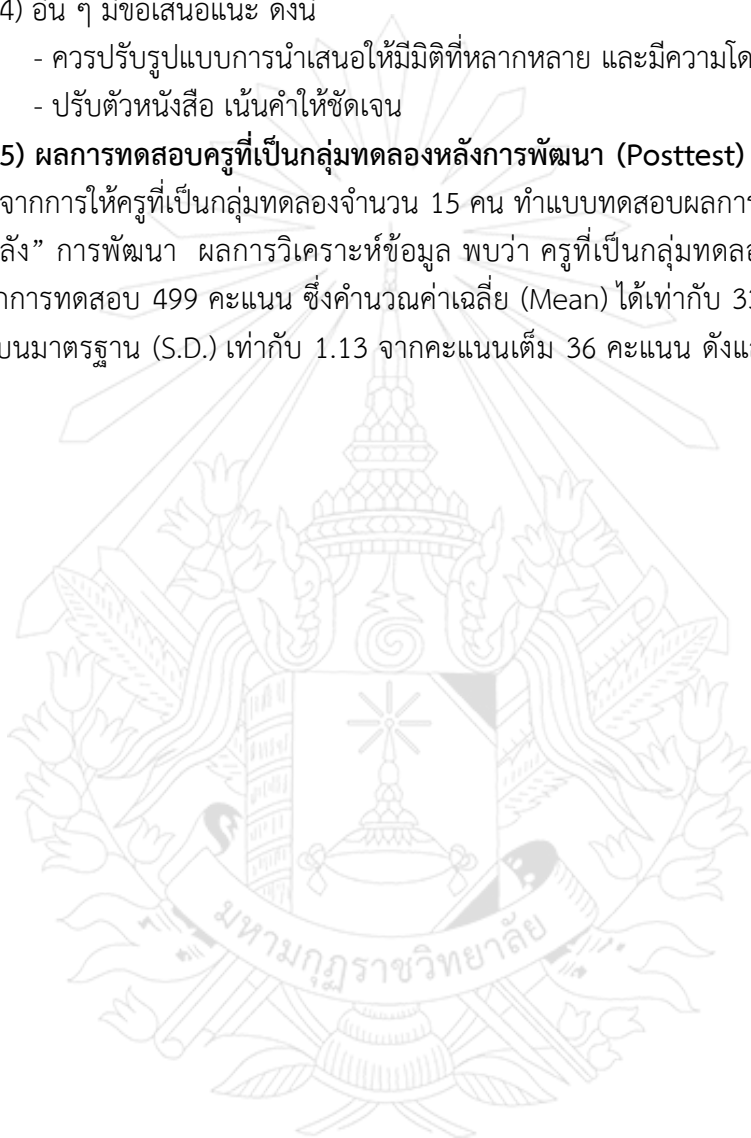 4) อื่น ๆ มีข้อเสนอแนะ ดังนี้
- ควรปรับรูปแบบการนำเสนอให้มีมิติที่หลากหลาย และมีความโด
- ปรับตัวหนังสือ เน้นคำให้ชัดเจน
5) ผลการทดสอบครูที่เป็นกลุ่มทดลองหลังการพัฒนา (Posttest)
จากการให้ครูที่เป็นกลุ่มทดลองจำนวน 15 คน ทำแบบทดสอบผลการ
ลัง” การพัฒนา ผลการวิเคราะห์ข้อมูล พบว่า ครูที่เป็นกลุ่มทดล
การทดสอบ 499 คะแนน ซึ่งคำนวณค่าเฉลี่ย (Mean) ได้เท่ากับ 33
บนมาตรฐาน (S.D.) เท่ากับ 1.13 จากคะแนนเต็ม 36 คะแนน ดังแ
มหามกุฏราชวิทยาลัย